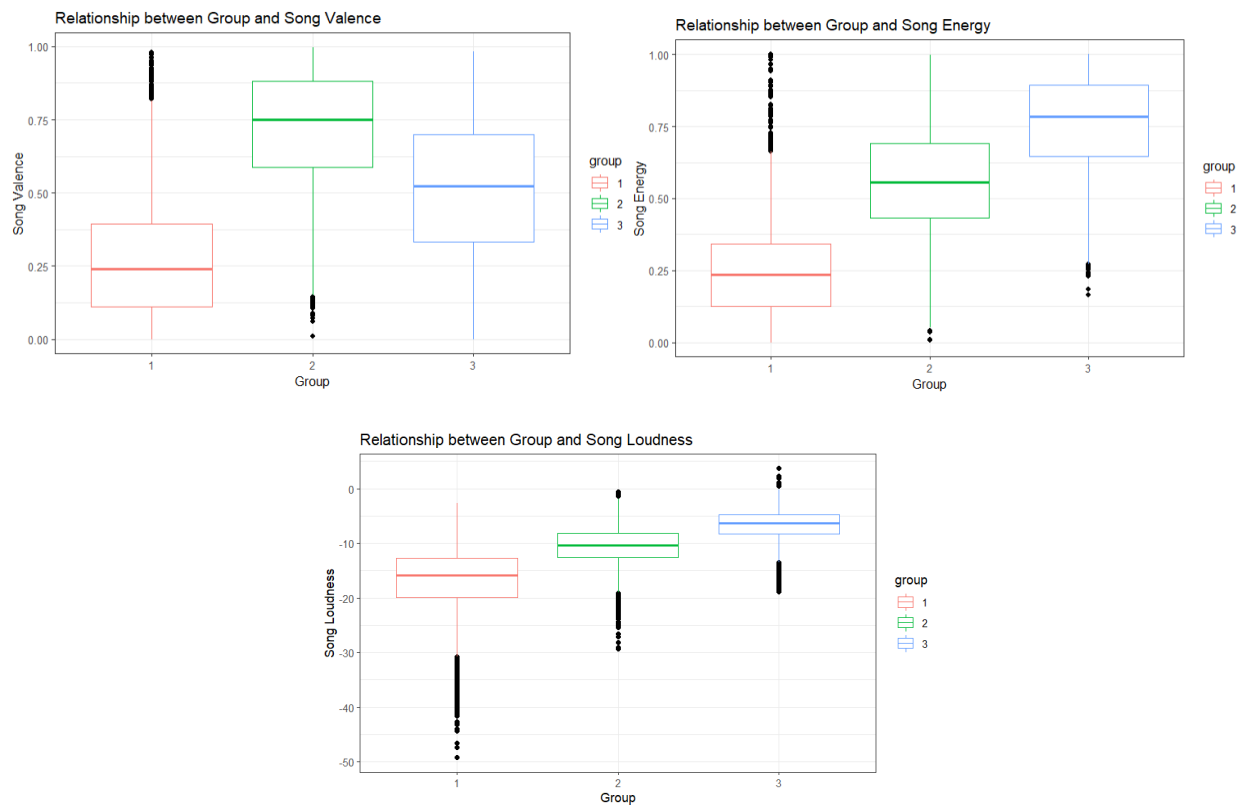 Relationship between Group and Song Valence
1.00
0.75
0.50
0.25
0.00
Song Valence
1
2
3
Group
group
1
2
3
Relationship between Group and Song Energy
1.00
0.75
0.50
0.25
0.00
Song Energy
1
2
3
Group
group
1
2
3
Relationship between Group and Song Loudness
0
-10
-20
-30
-40
-50
Song Loudness
1
2
3
Group
group
1
2
3